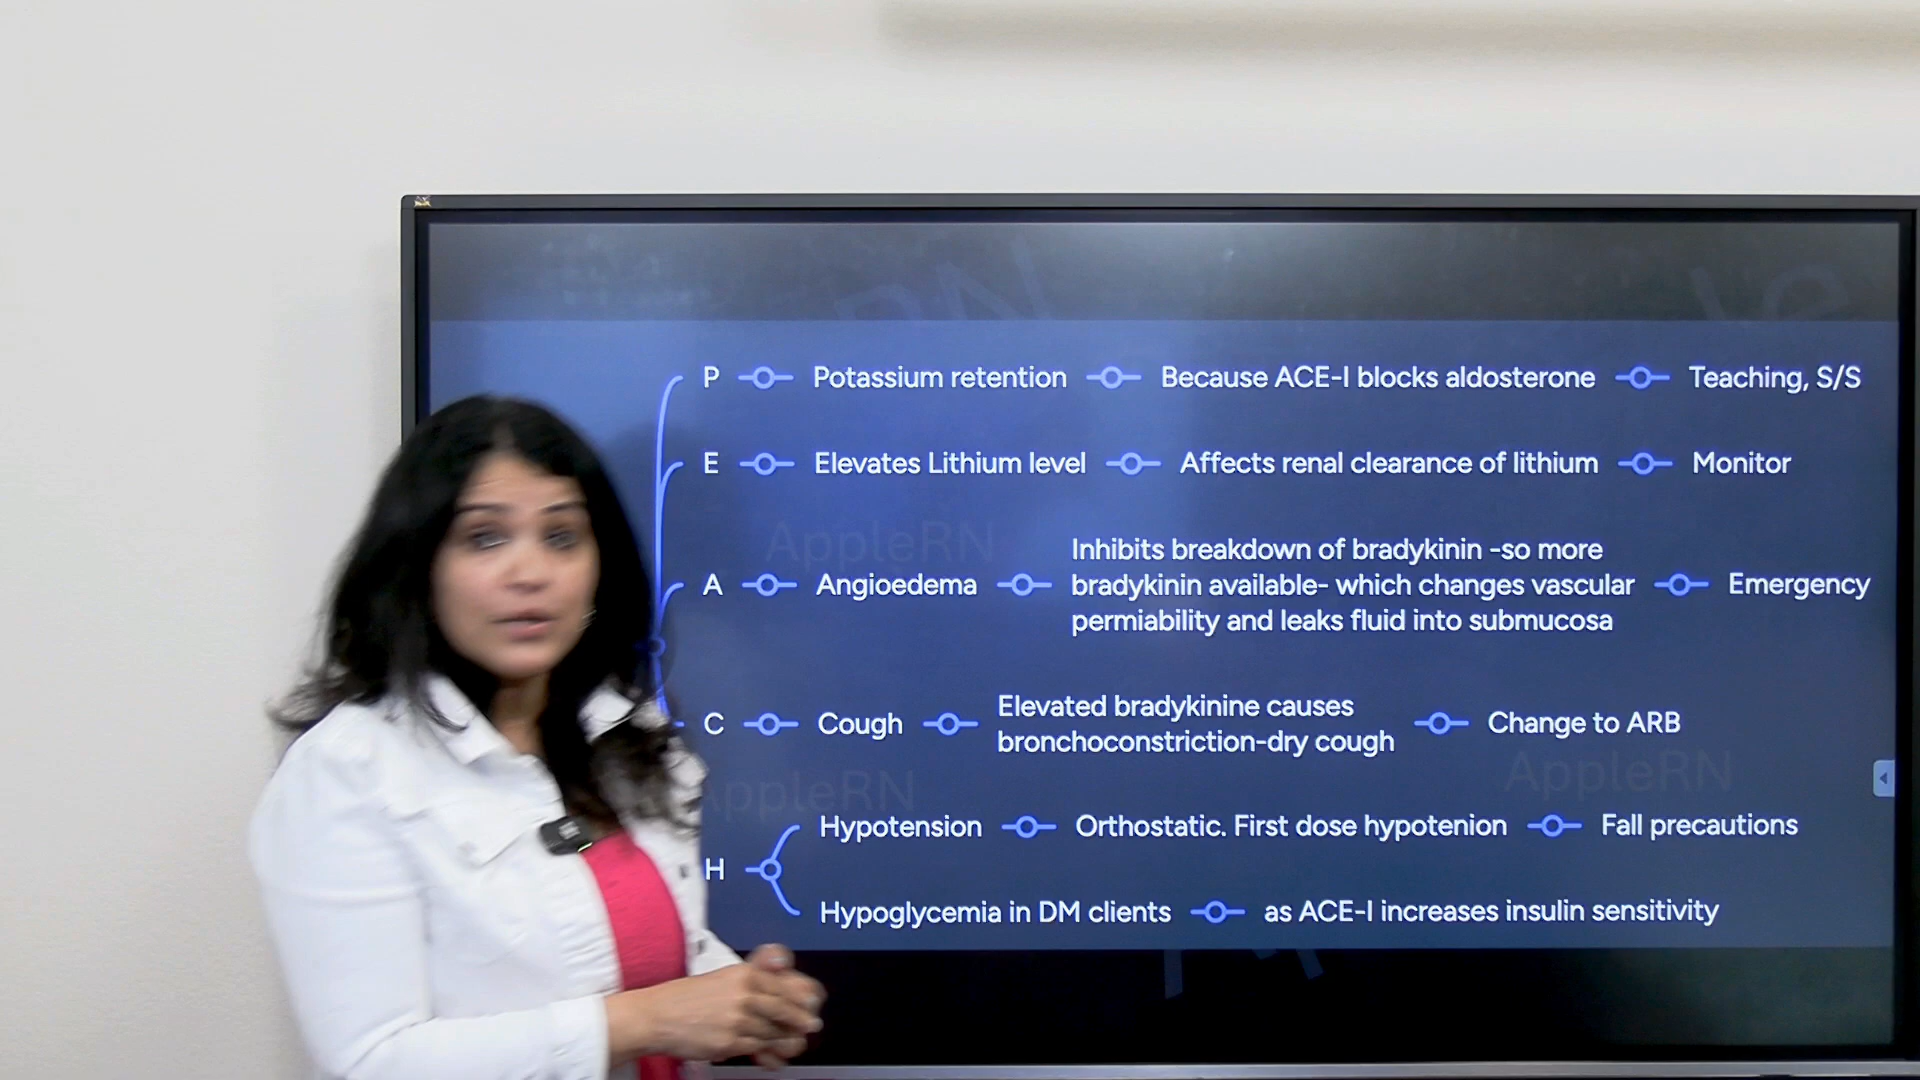 P Potassium retention Because ACE-I blocks aldosterone Teaching, S/S
E Elevates Lithium level Affects renal clearance of lithium Monitor
A Angioedema Inhibits breakdown of bradykinin -so more
bradykinin available- which changes vascular Emergency
permiability and leaks fluid into submucosa
C Cough Elevated bradykinine causes
bronchoconstriction-dry cough Change to ARB
H Hypotension Orthostatic. First dose hypotenion Fall precautions
Hypoglycemia in DM clients as ACE-I increases insulin sensitivity
AppleRN
AppleRN
AppleRN